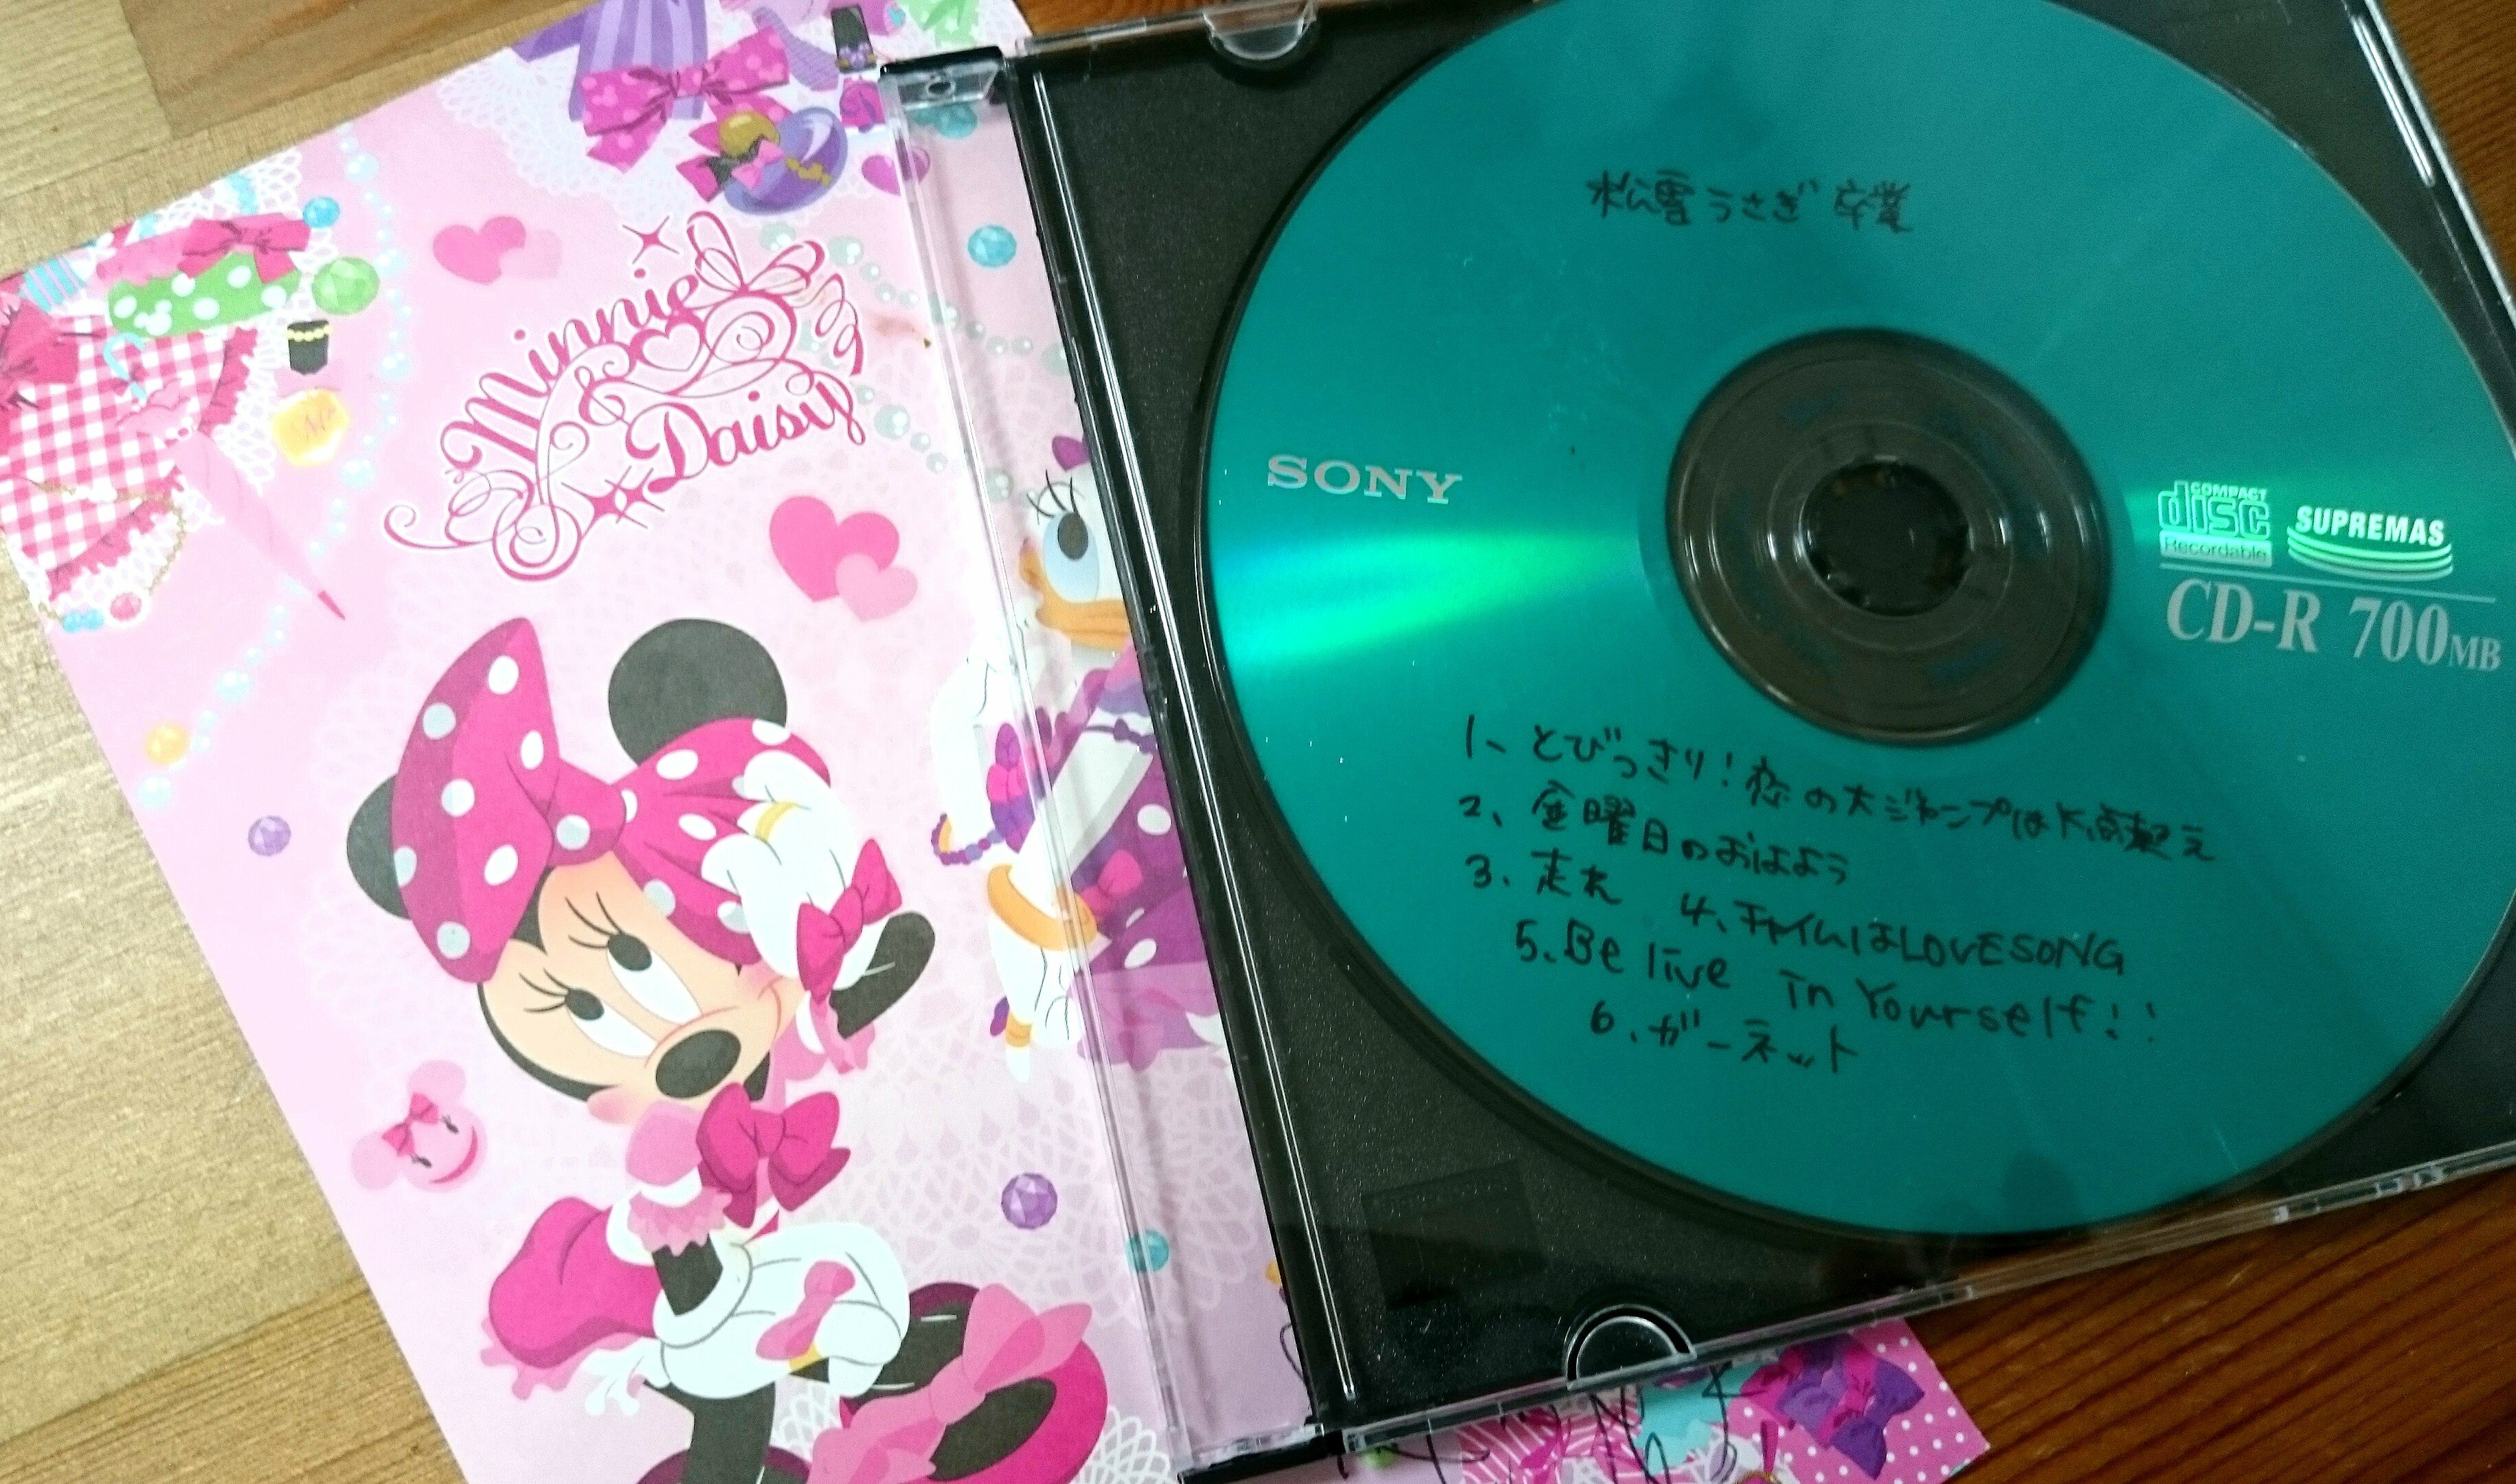 Minnie
& Daisy
松雪うさぎ 卒業
SONY
COMPACT
disc
Recordable
SUPREMAS
CD-R 700MB
1、とびっきり!恋の大ジャンプはK点越え
2、金曜日のおはよう
3. 走れ 4、チャイムはLOVESONG
5.Be live in Yourself!!
6.ガーネット